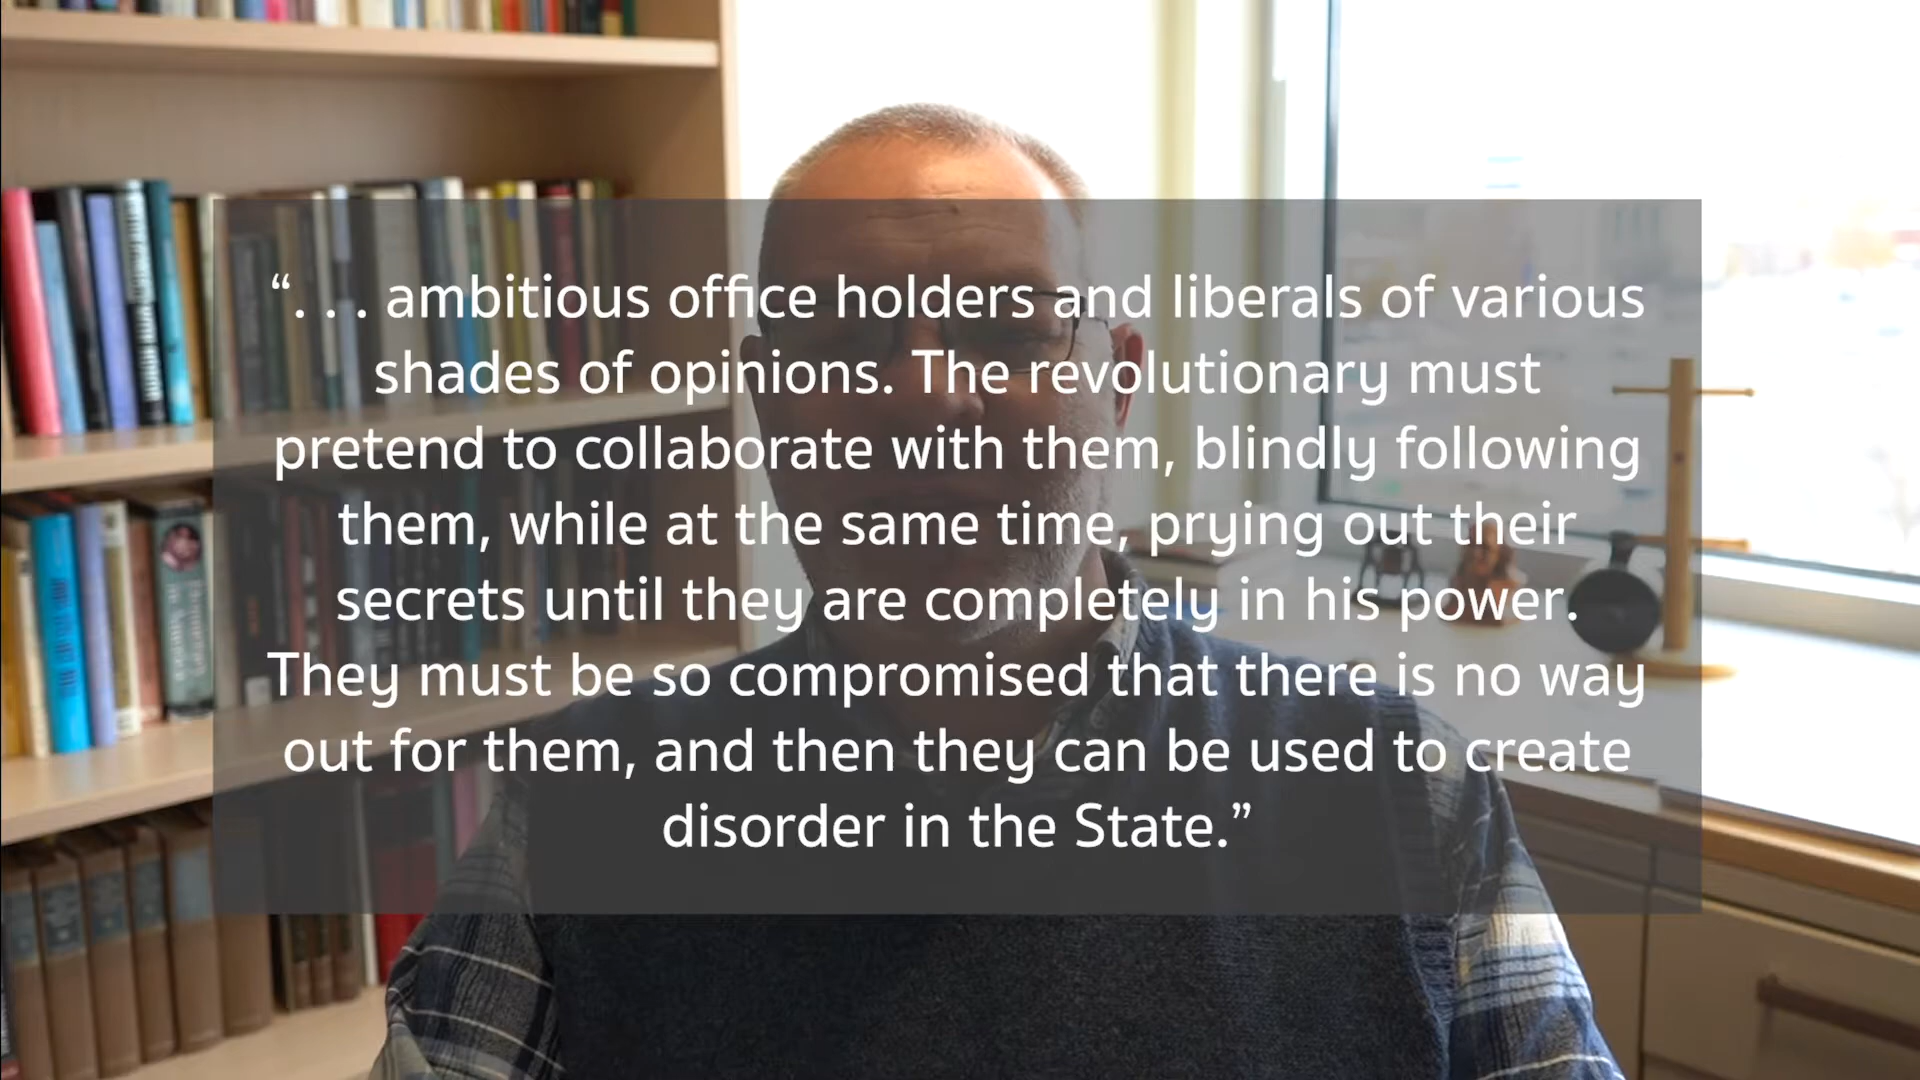 “. . . ambitious office holders and liberals of various
shades of opinions. The revolutionary must
pretend to collaborate with them, blindly following
them, while at the same time, prying out their
secrets until they are completely in his power.
They must be so compromised that there is no way
out for them, and then they can be used to create
disorder in the State.”